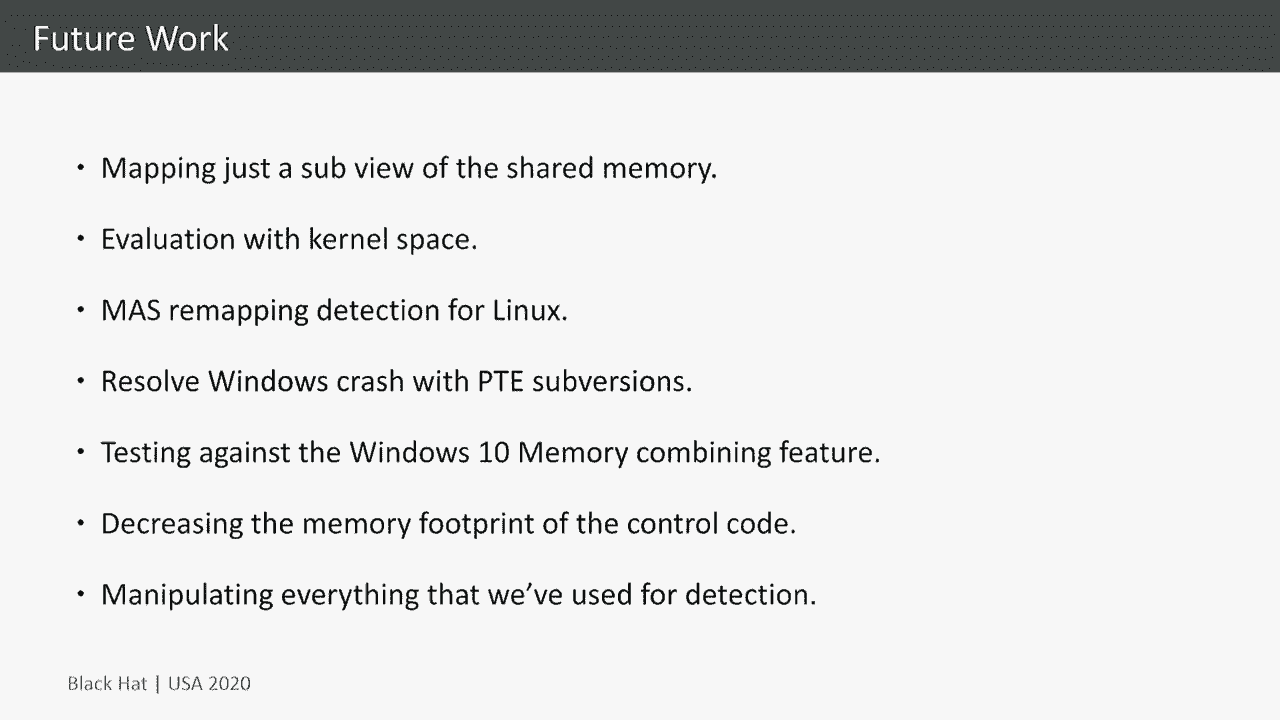 Future Work
• Mapping just a sub view of the shared memory.
• Evaluation with kernel space.
• MAS remapping detection for Linux.
• Resolve Windows crash with PTE subversions.
• Testing against the Windows 10 Memory combining feature.
• Decreasing the memory footprint of the control code.
• Manipulating everything that we’ve used for detection.
Black Hat | USA 2020